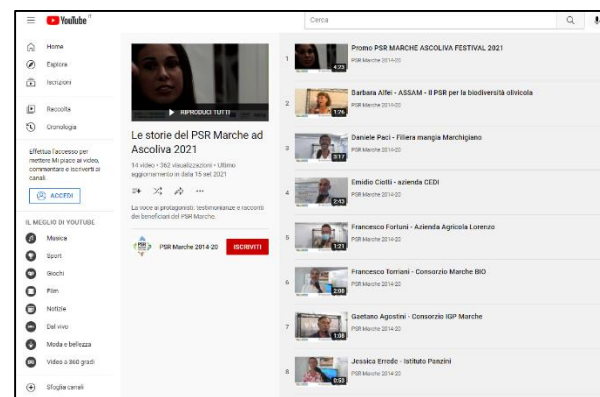 YouTube IT
Cerca
Home
Esplora
Iscrizioni
Raccolta
Cronologia
Effettua l'accesso per
mettere Mi piace ai video,
commentare e iscriverti ai
canali.
ACCEDI
IL MEGLIO DI YOUTUBE
Musica
Sport
Giochi
Film
Notizie
Dal vivo
Moda e bellezza
Video a 360 gradi
Sfoglia canali
RIPRODUCI TUTTI
Le storie del PSR Marche ad
Ascoliva 2021
14 video • 362 visualizzazioni • Ultimo
aggiornamento in data 15 set 2021
La voce ai protagonisti: testimonianze e racconti
dei beneficiari del PSR Marche.
PSR Marche 2014-20
ISCRIVITI
1
4:23
Promo PSR MARCHE ASCOLIVA FESTIVAL 2021
PSR Marche 2014-20
2
1:26
Barbara Alfei - ASSAM - Il PSR per la biodiversità olivicola
PSR Marche 2014-20
3
3:17
Daniele Paci - Filiera mangia Marchigiano
PSR Marche 2014-20
4
2:43
Emidio Ciotti - azienda CEDI
PSR Marche 2014-20
5
1:21
Francesco Fortuni - Azienda Agricola Lorenzo
PSR Marche 2014-20
6
2:08
Francesco Torriani - Consorzio Marche BIO
PSR Marche 2014-20
7
1:08
Gaetano Agostini - Consorzio IGP Marche
PSR Marche 2014-20
8
0:53
Jessica Errede - Istituto Panzini
PSR Marche 2014-20